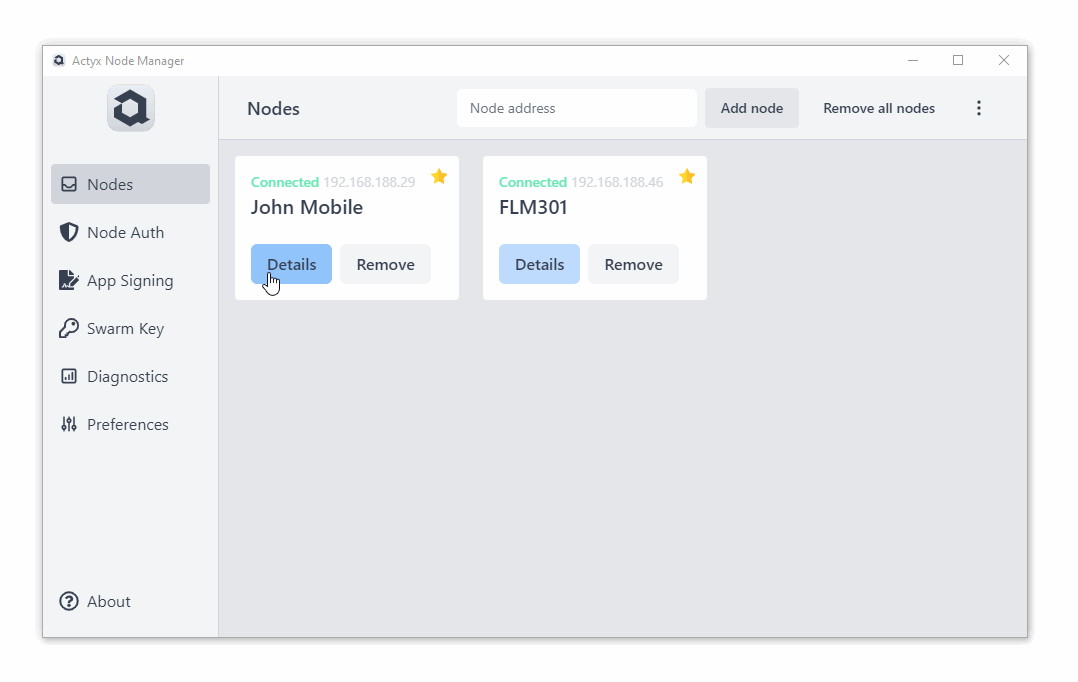 Actyx Node Manager
Nodes
Node address
Add node
Remove all nodes
Nodes
Node Auth
App Signing
Swarm Key
Diagnostics
Preferences
About
Connected 192.168.188.29
John Mobile
Details
Remove
Connected 192.168.188.46
FLM301
Details
Remove